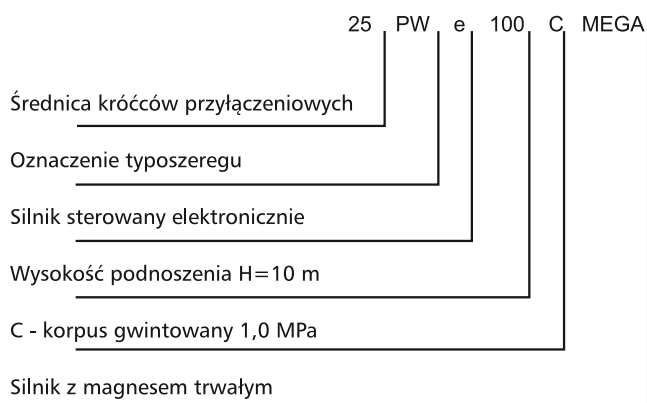 25 PW e 100 C MEGA
Średnica króćców przyłączeniowych
Oznaczenie typoszeregu
Silnik sterowany elektronicznie
Wysokość podnoszenia H=10 m
C - korpus gwintowany 1,0 MPa
Silnik z magnesem trwałym